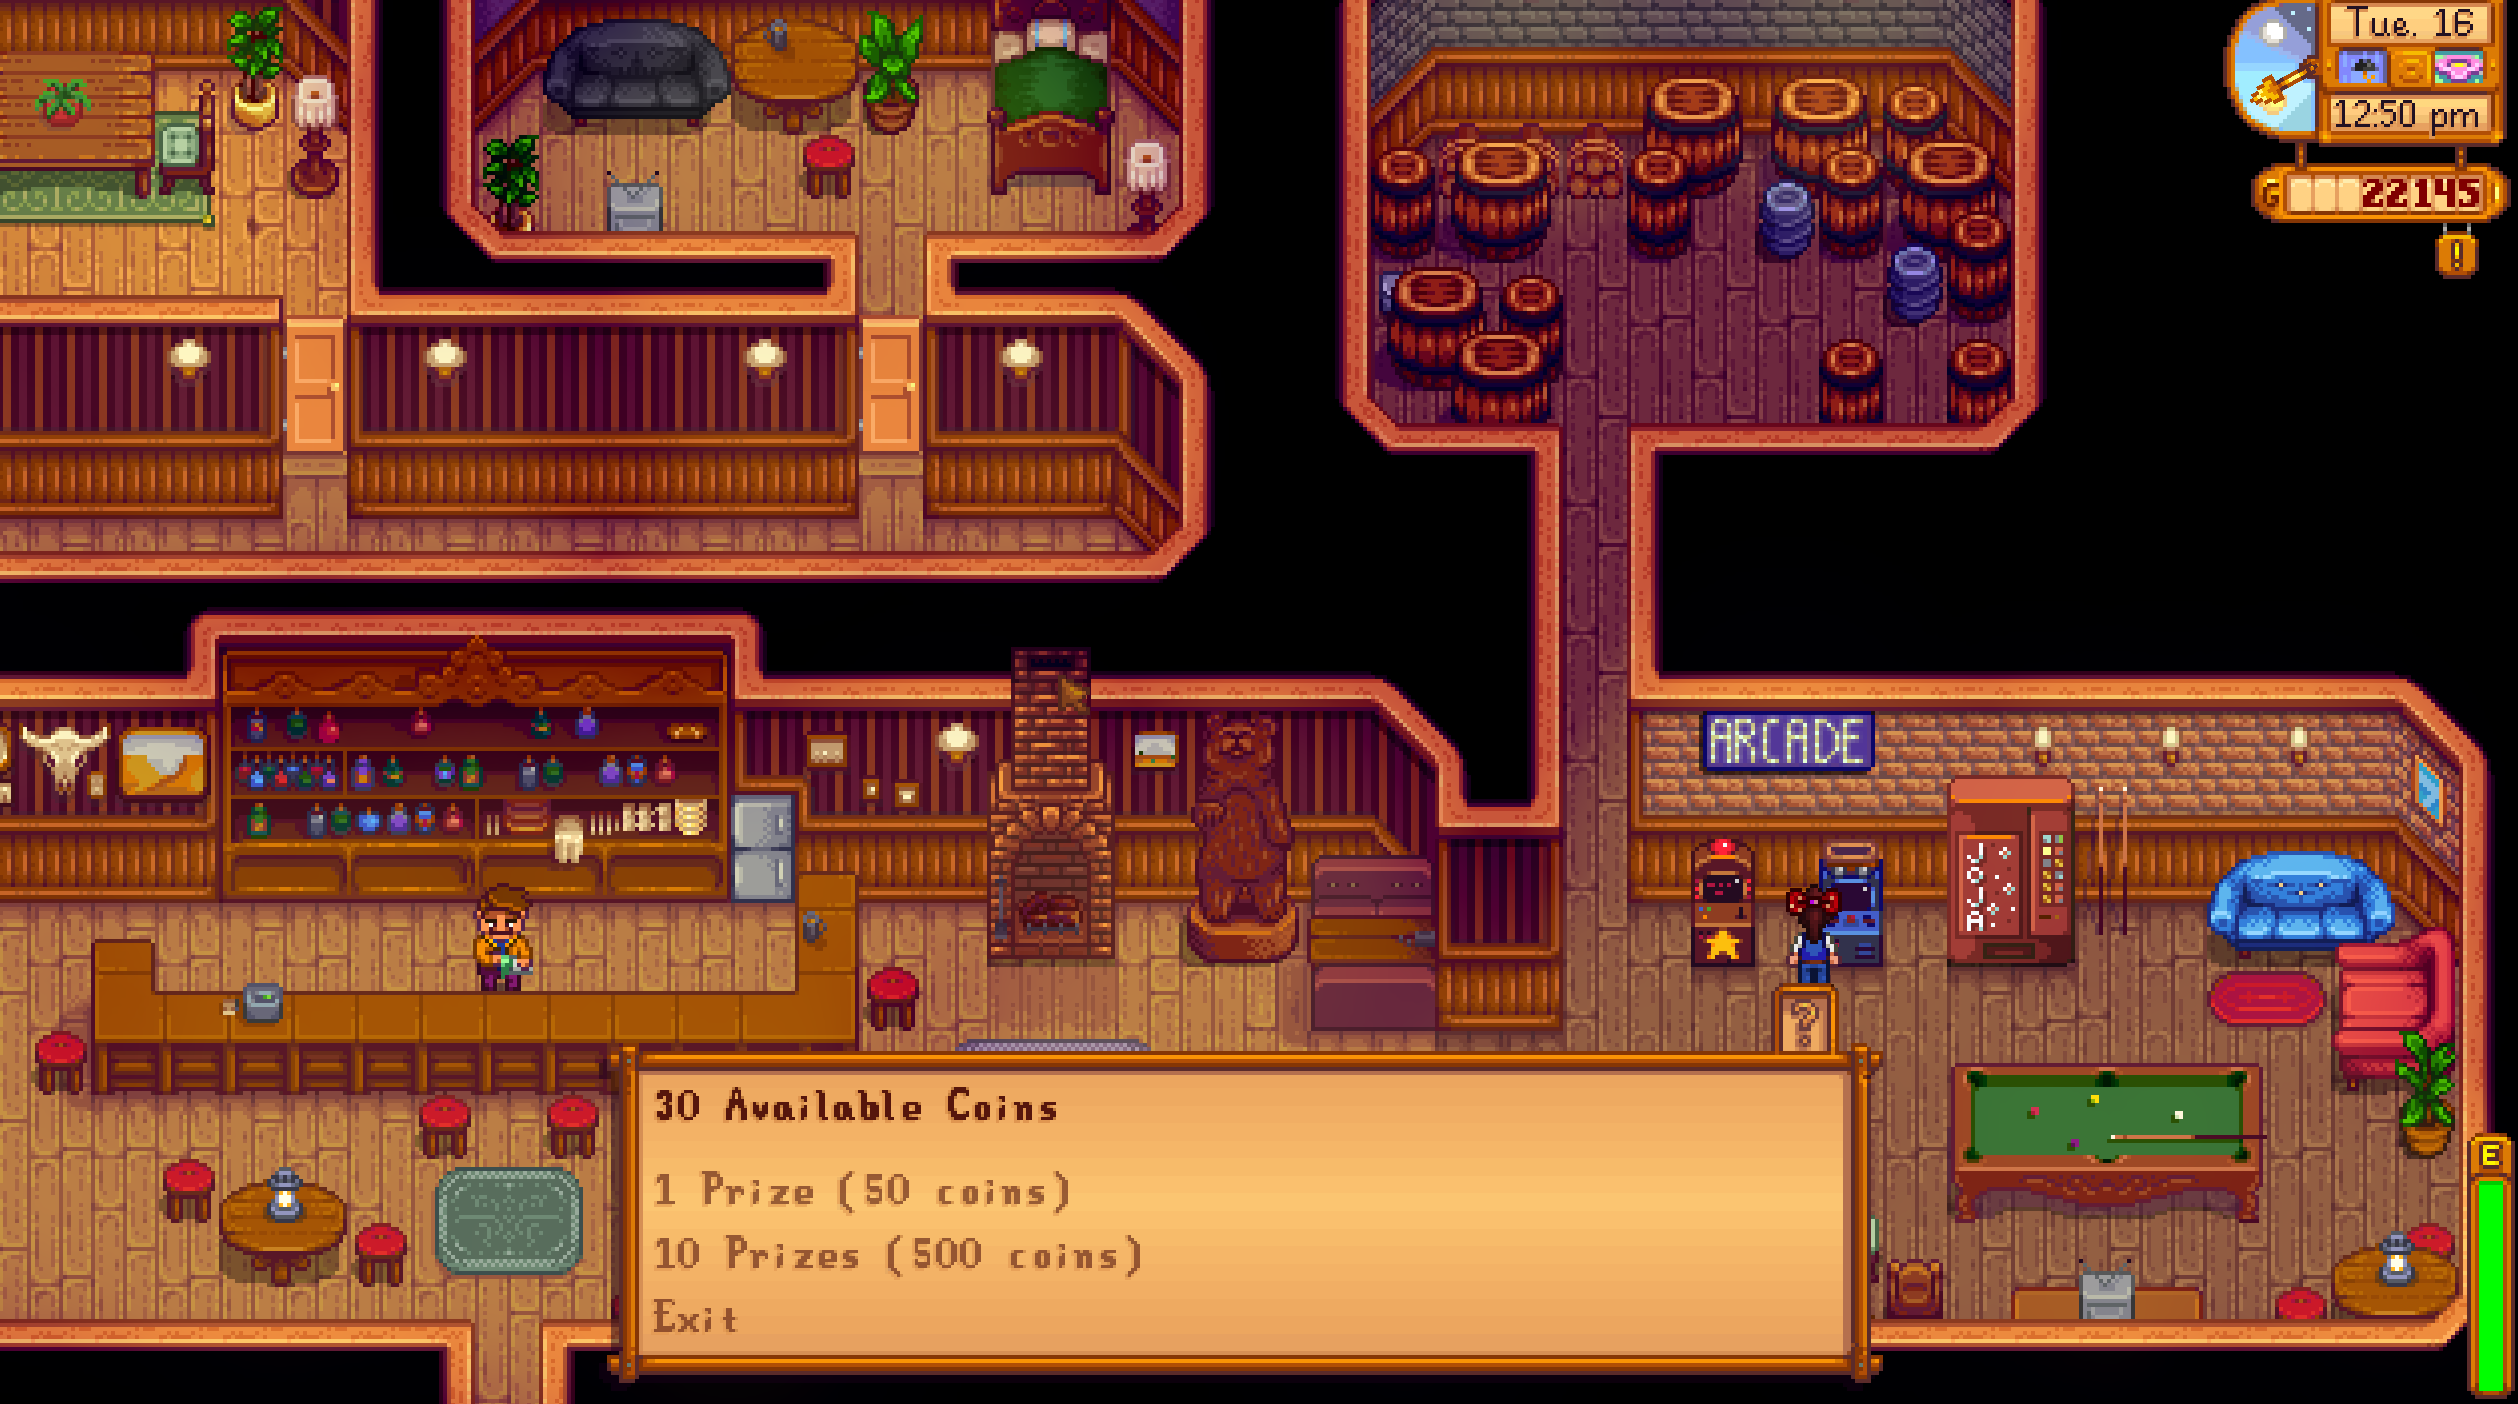 Tue. 16
12:50 pm
G 22145
!
ARCADE
JOJA
?
30 Available Coins
1 Prize (50 coins)
10 Prizes (500 coins)
Exit
E